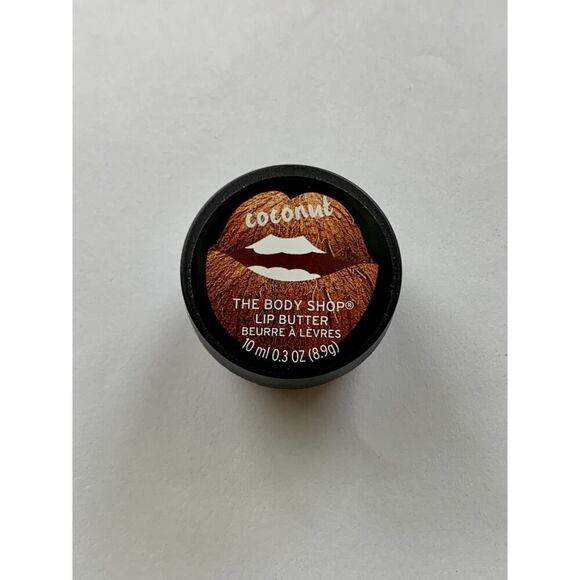 coconut
THE BODY SHOP®
LIP BUTTER
BEURRE À LÈVRES
10 ml 0.3 OZ (8.9g)